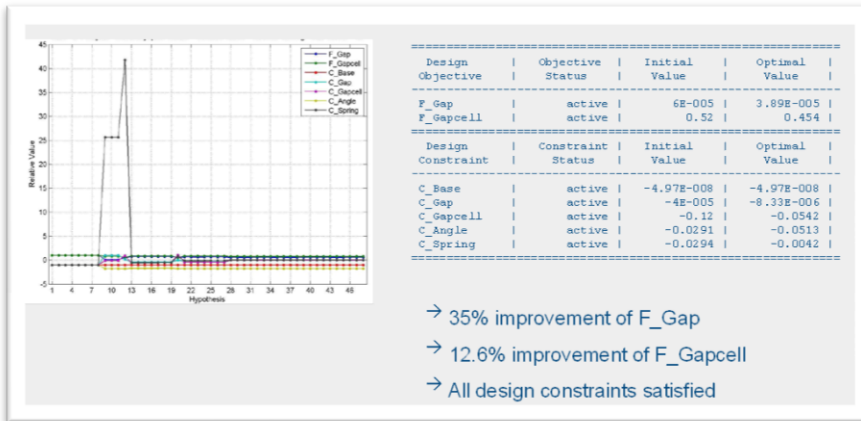 45
40
35
30
25
20
15
10
5
0
-5
Relative Value
1 4 7 10 13 16 19 22 25 28 31 34 37 40 43 46
Hypothesis
F_Gap
F_Gapcell
C_Base
C_Gap
C_Gapcell
C_Angle
C_Spring
Design | Objective | Initial | Optimal |
Objective | Status | Value | Value |
F_Gap | active | 6E-005 | 3.89E-005 |
F_Gapcell | active | 0.52 | 0.454 |
Design | Constraint | Initial | Optimal |
Constraint | Status | Value | Value |
C_Base | active | -4.97E-008 | -4.97E-008 |
C_Gap | active | -4E-005 | -8.33E-006 |
C_Gapcell | active | -0.12 | -0.0542 |
C_Angle | active | -0.0291 | -0.0513 |
C_Spring | active | -0.0294 | -0.0042 |
→ 35% improvement of F_Gap
→ 12.6% improvement of F_Gapcell
→ All design constraints satisfied